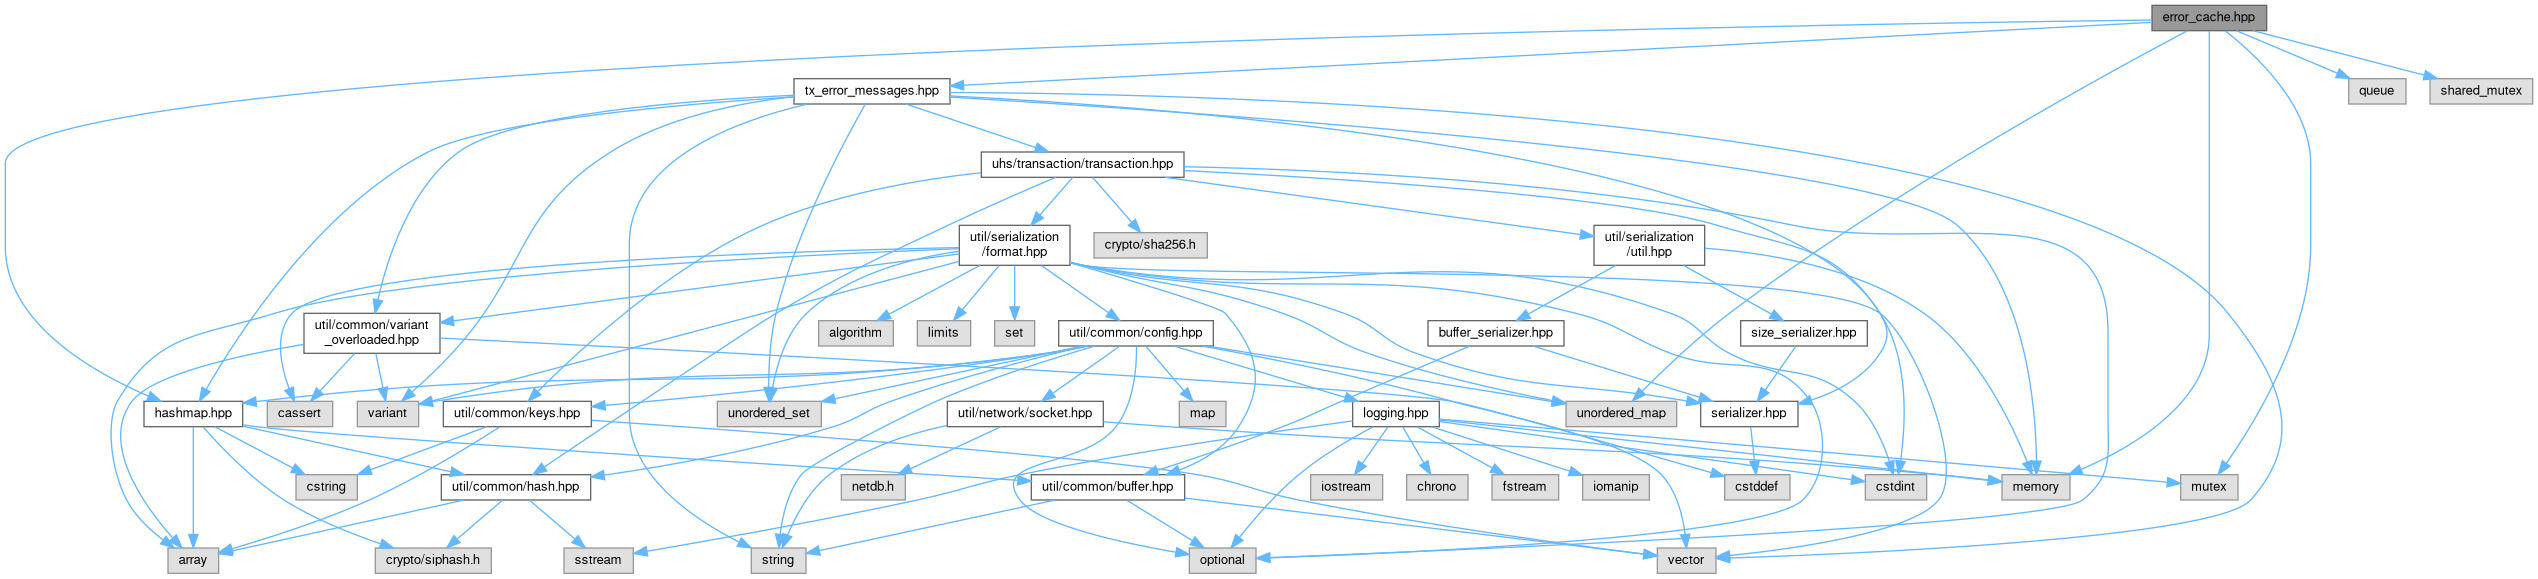 error_cache.hpp
tx_error_messages.hpp
queue
shared_mutex
uhs/transaction/transaction.hpp
util/serialization
/format.hpp
crypto/sha256.h
util/serialization
/util.hpp
util/common/variant
_overloaded.hpp
algorithm
limits
set
util/common/config.hpp
buffer_serializer.hpp
size_serializer.hpp
hashmap.hpp
cassert
variant
util/common/keys.hpp
unordered_set
util/network/socket.hpp
map
logging.hpp
unordered_map
serializer.hpp
cstring
util/common/hash.hpp
netdb.h
util/common/buffer.hpp
iostream
chrono
fstream
iomanip
cstddef
cstdint
memory
mutex
array
crypto/siphash.h
sstream
string
optional
vector